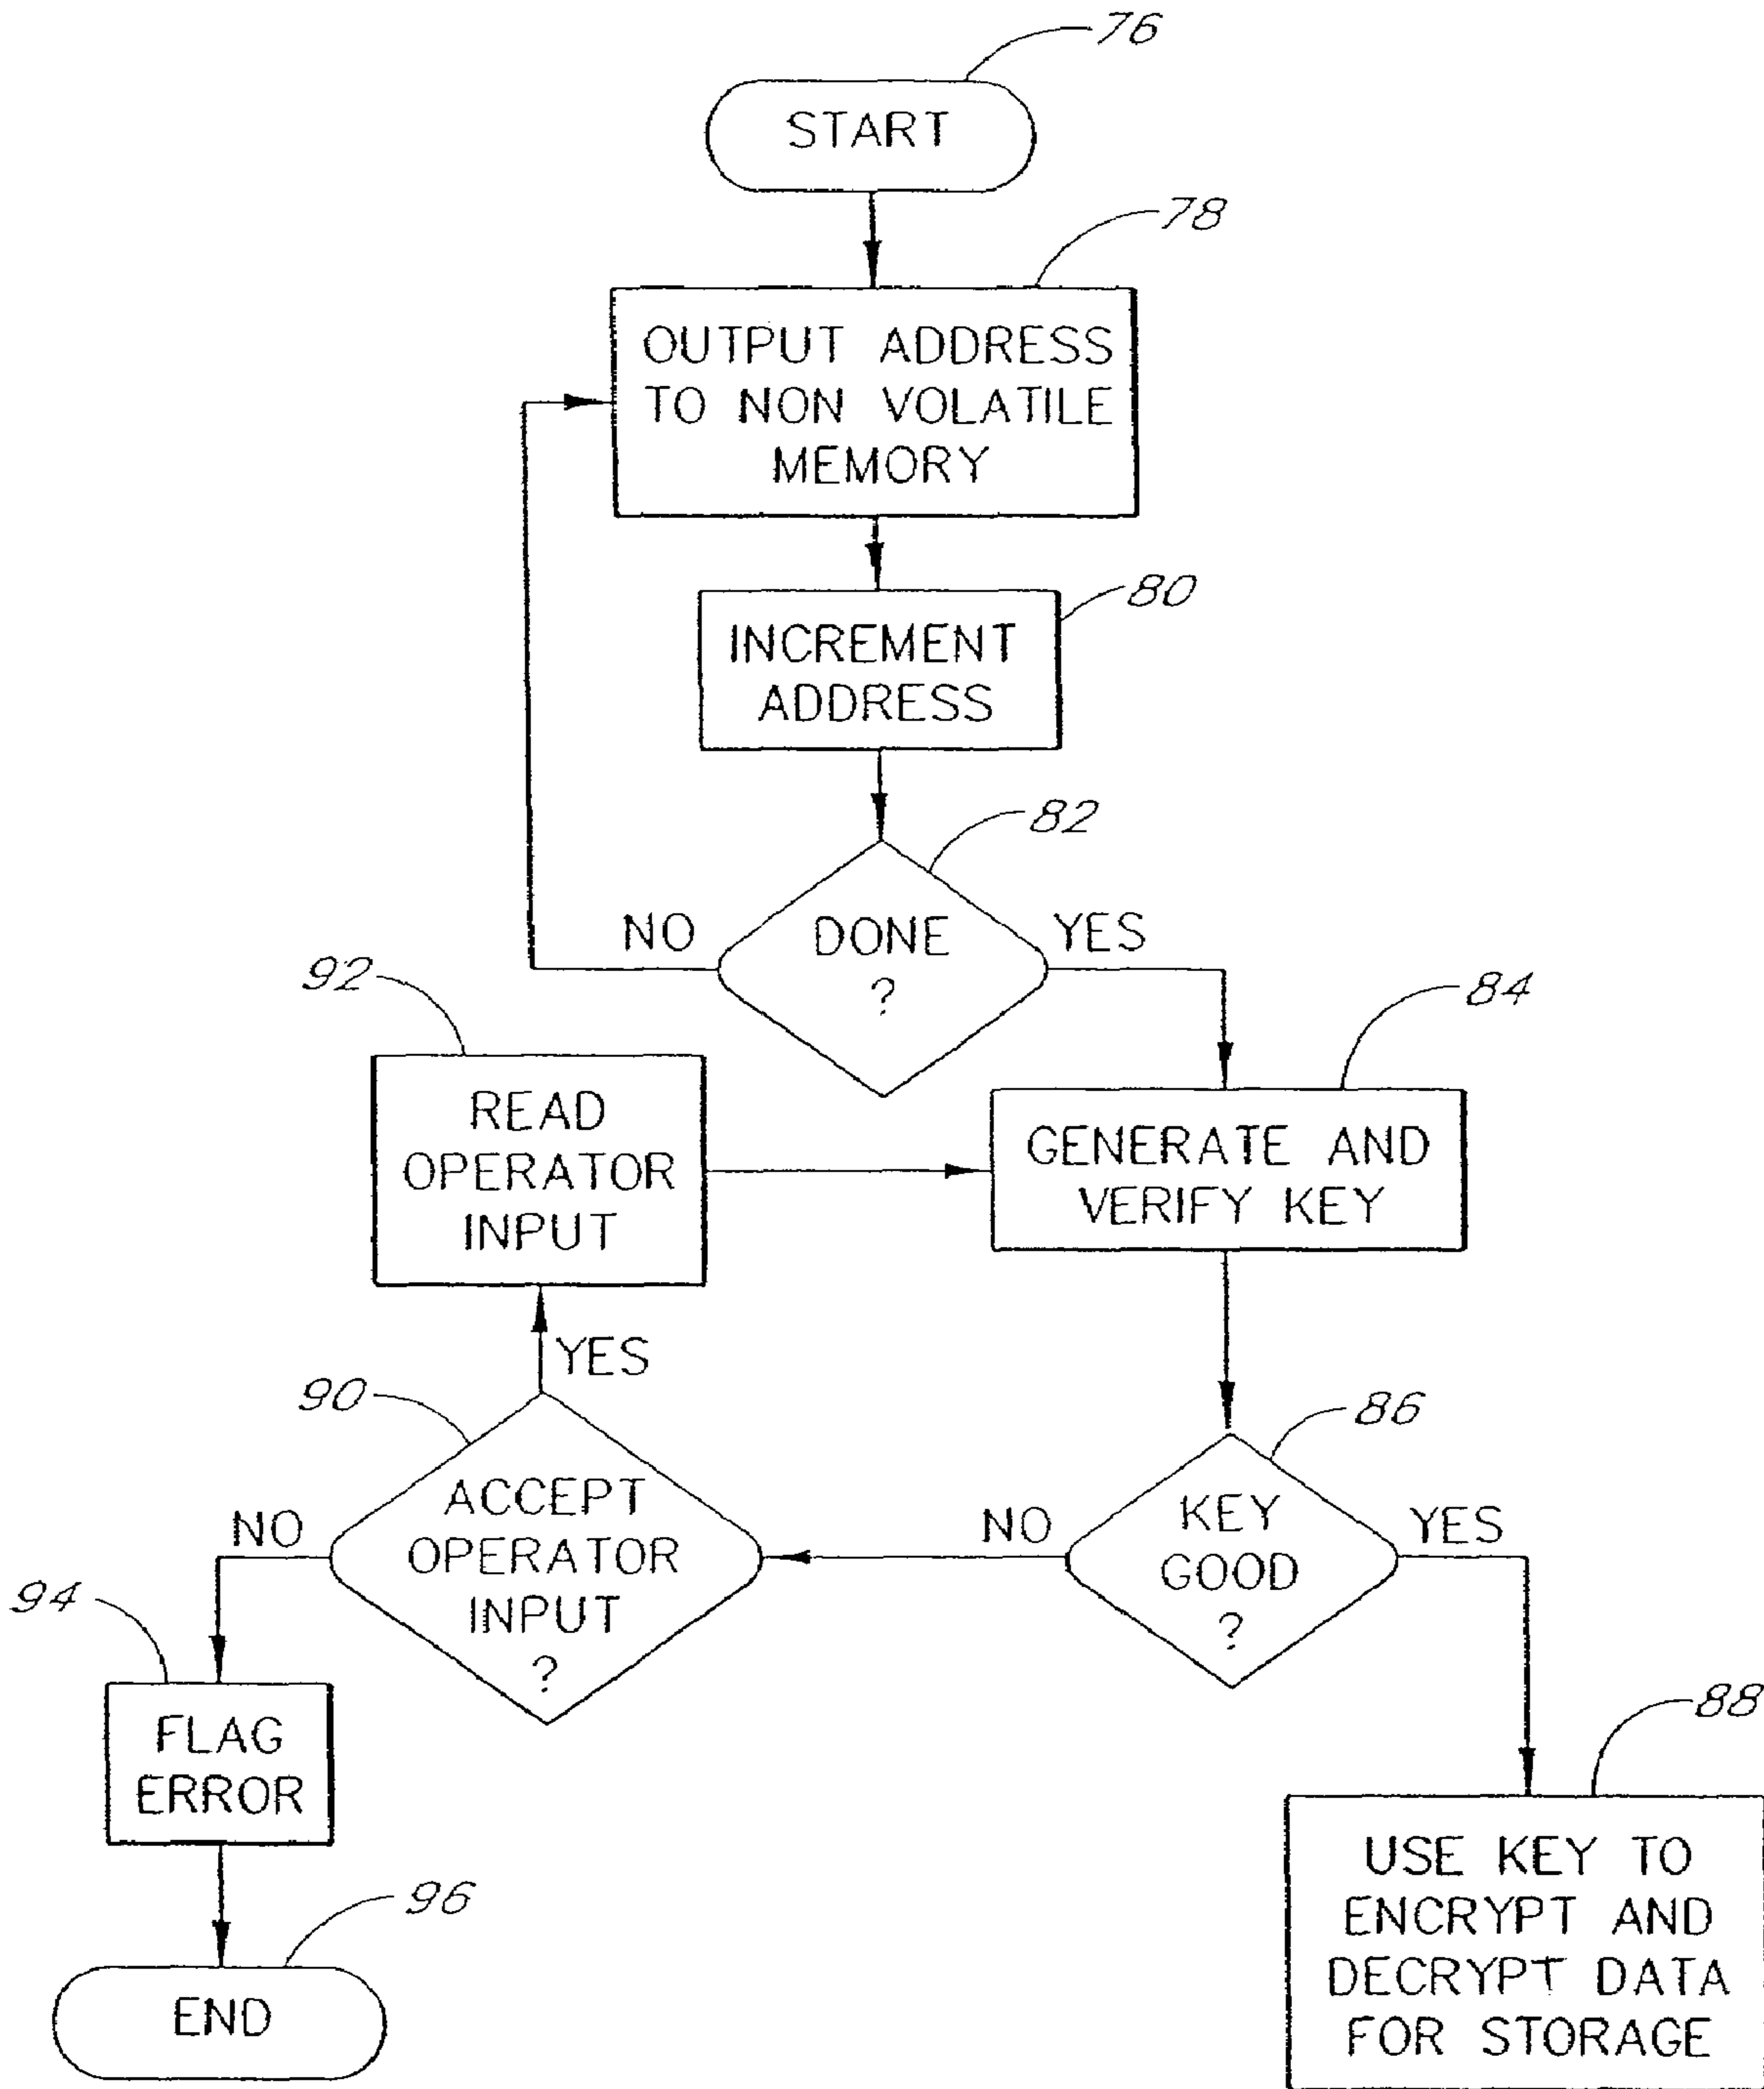 76
START
78
OUTPUT ADDRESS
TO NON VOLATILE
MEMORY
80
INCREMENT
ADDRESS
82
DONE
?
NO
YES
84
GENERATE AND
VERIFY KEY
92
READ
OPERATOR
INPUT
YES
86
KEY
GOOD
?
NO
YES
90
ACCEPT
OPERATOR
INPUT
?
NO
94
FLAG
ERROR
96
END
88
USE KEY TO
ENCRYPT AND
DECRYPT DATA
FOR STORAGE